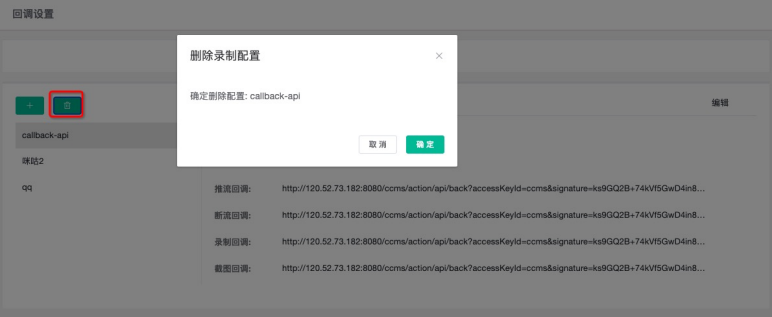 回调设置
删除录制配置
确定删除配置: callback-api
取 消
确 定
编辑
callback-api
咪咕2
qq
推流回调: http://120.52.73.182:8080/ccms/action/api/back?accessKeyId=ccms&signature=ks9GQ2B+74kVf5GwD4in8...
断流回调: http://120.52.73.182:8080/ccms/action/api/back?accessKeyId=ccms&signature=ks9GQ2B+74kVf5GwD4in8...
录制回调: http://120.52.73.182:8080/ccms/action/api/back?accessKeyId=ccms&signature=ks9GQ2B+74kVf5GwD4in8...
截图回调: http://120.52.73.182:8080/ccms/action/api/back?accessKeyId=ccms&signature=ks9GQ2B+74kVf5GwD4in8...